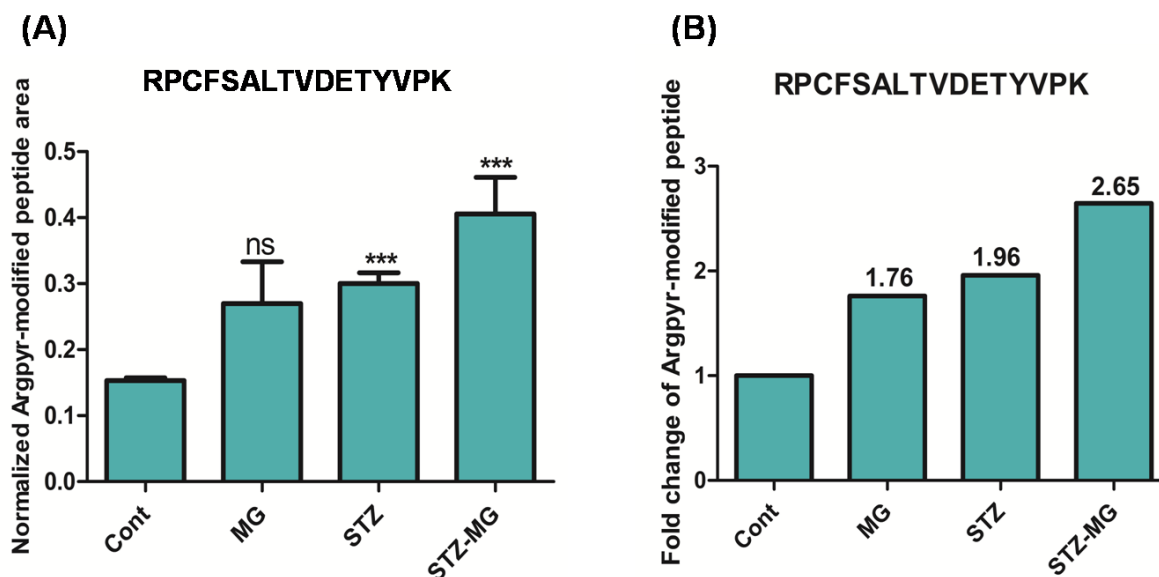 (A)
RPCFSALTVDETYVPK
Normalized Argpyr-modified peptide area
0.5
0.4
0.3
0.2
0.1
0.0
ns
***
***
Cont
MG
STZ
STZ-MG
(B)
RPCFSALTVDETYVPK
Fold change of Argpyr-modified peptide
3
2
1
0
1.76
1.96
2.65
Cont
MG
STZ
STZ-MG